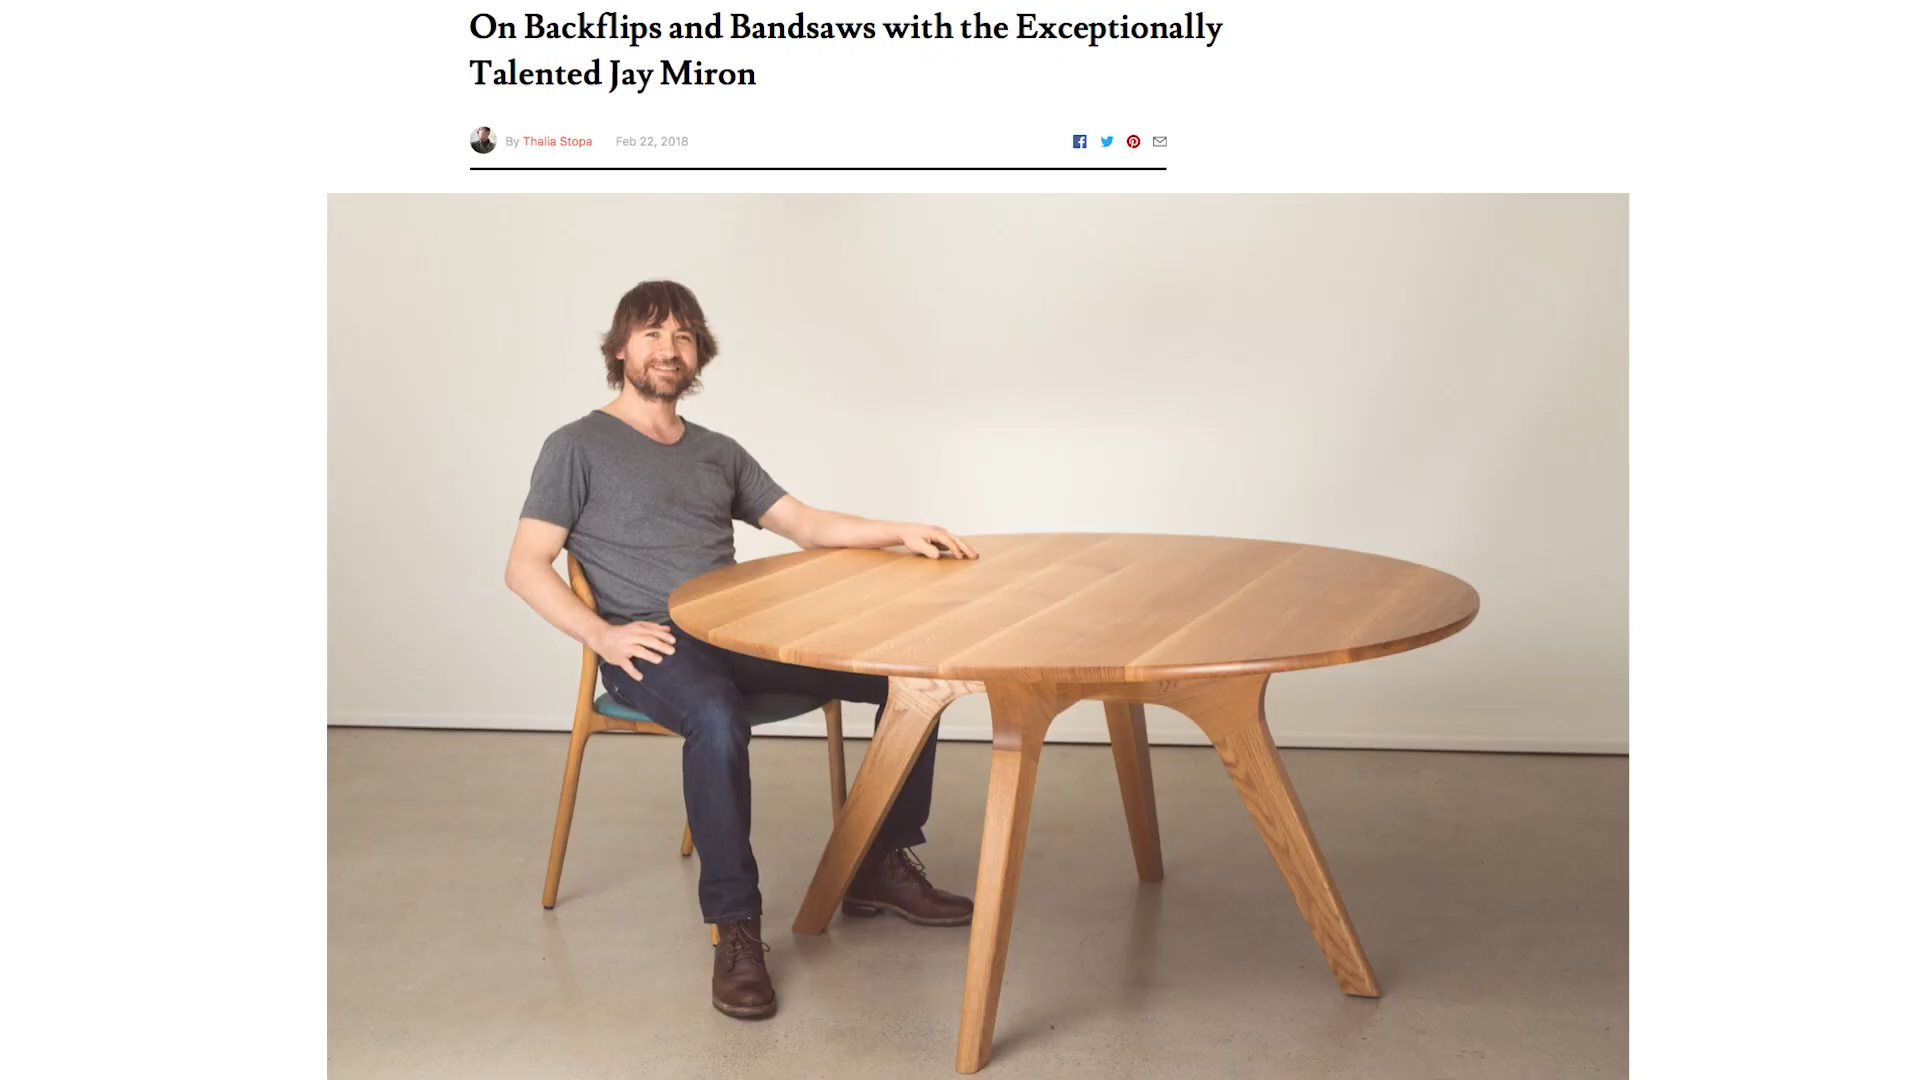 On Backflips and Bandsaws with the Exceptionally
Talented Jay Miron
By Thalia Stopa Feb 22, 2018